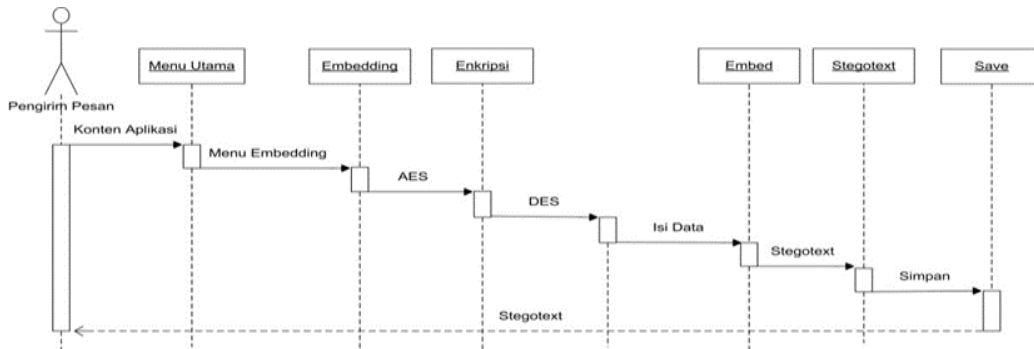 Menu Utama
Embedding
Enkripsi
Embed
Stegotext
Save
Pengirim Pesan
Konten Aplikasi
Menu Embedding
AES
DES
Isi Data
Stegotext
Simpan
Stegotext